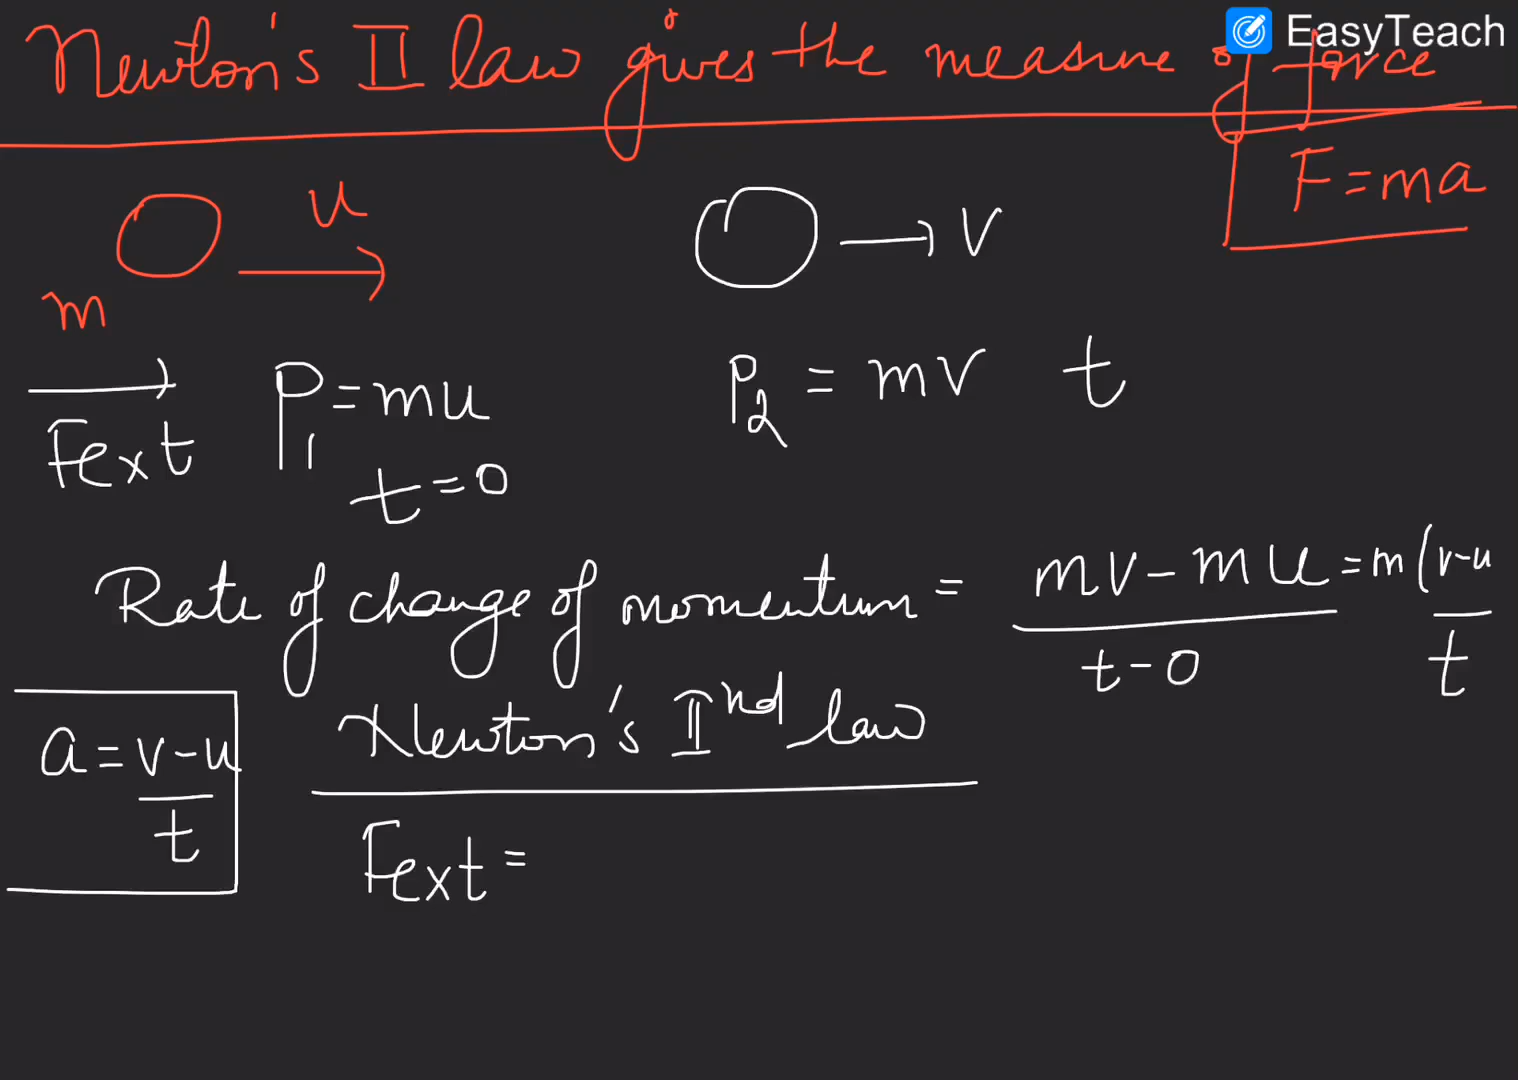 Newton's II law gives the measure of force
EasyTeach
F = ma
u
v
m
Fext
P1 = mu
P2 = mv t
t = 0
Rate of change of momentum = mv - mu / t - 0 = m (v-u / t
a = v - u / t
Newton's IInd law
Fext =